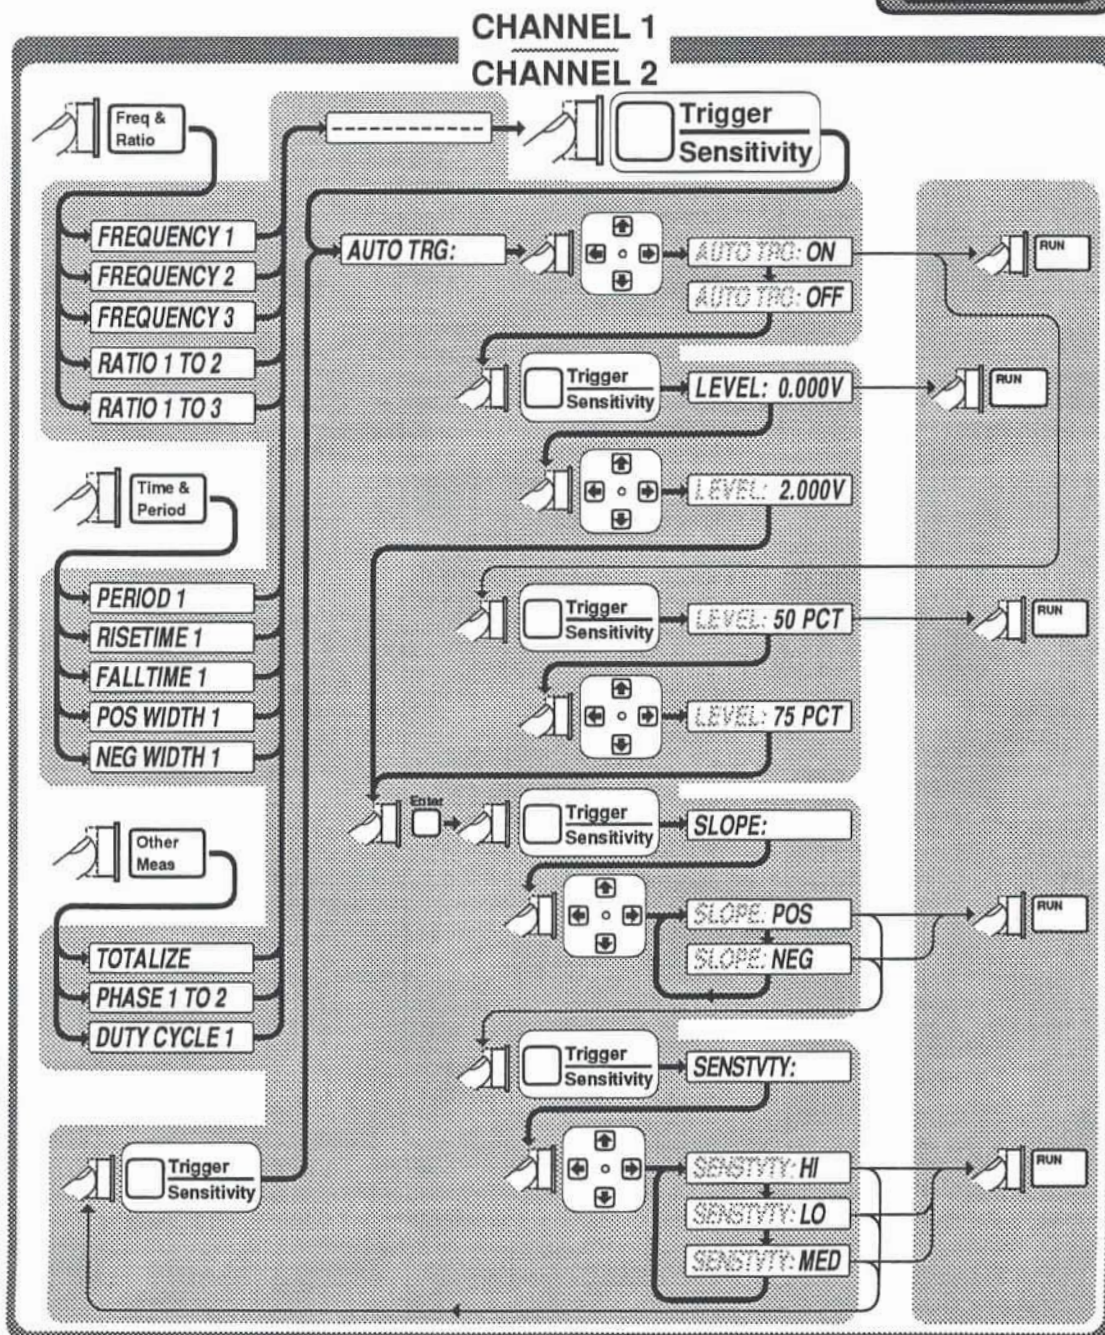 CHANNEL 1
CHANNEL 2
Freq &
Ratio
------------
Trigger
Sensitivity
FREQUENCY 1
FREQUENCY 2
FREQUENCY 3
RATIO 1 TO 2
RATIO 1 TO 3
AUTO TRG:
AUTO TRG: ON
AUTO TRG: OFF
RUN
Trigger
Sensitivity
LEVEL: 0.000V
RUN
LEVEL: 2.000V
Time &
Period
PERIOD 1
RISETIME 1
FALLTIME 1
POS WIDTH 1
NEG WIDTH 1
Trigger
Sensitivity
LEVEL: 50 PCT
RUN
LEVEL: 75 PCT
Enter
Trigger
Sensitivity
SLOPE:
Other
Meas
SLOPE: POS
SLOPE: NEG
RUN
TOTALIZE
PHASE 1 TO 2
DUTY CYCLE 1
Trigger
Sensitivity
SENSTVTY:
Trigger
Sensitivity
SENSTVTY: HI
SENSTVTY: LO
SENSTVTY: MED
RUN